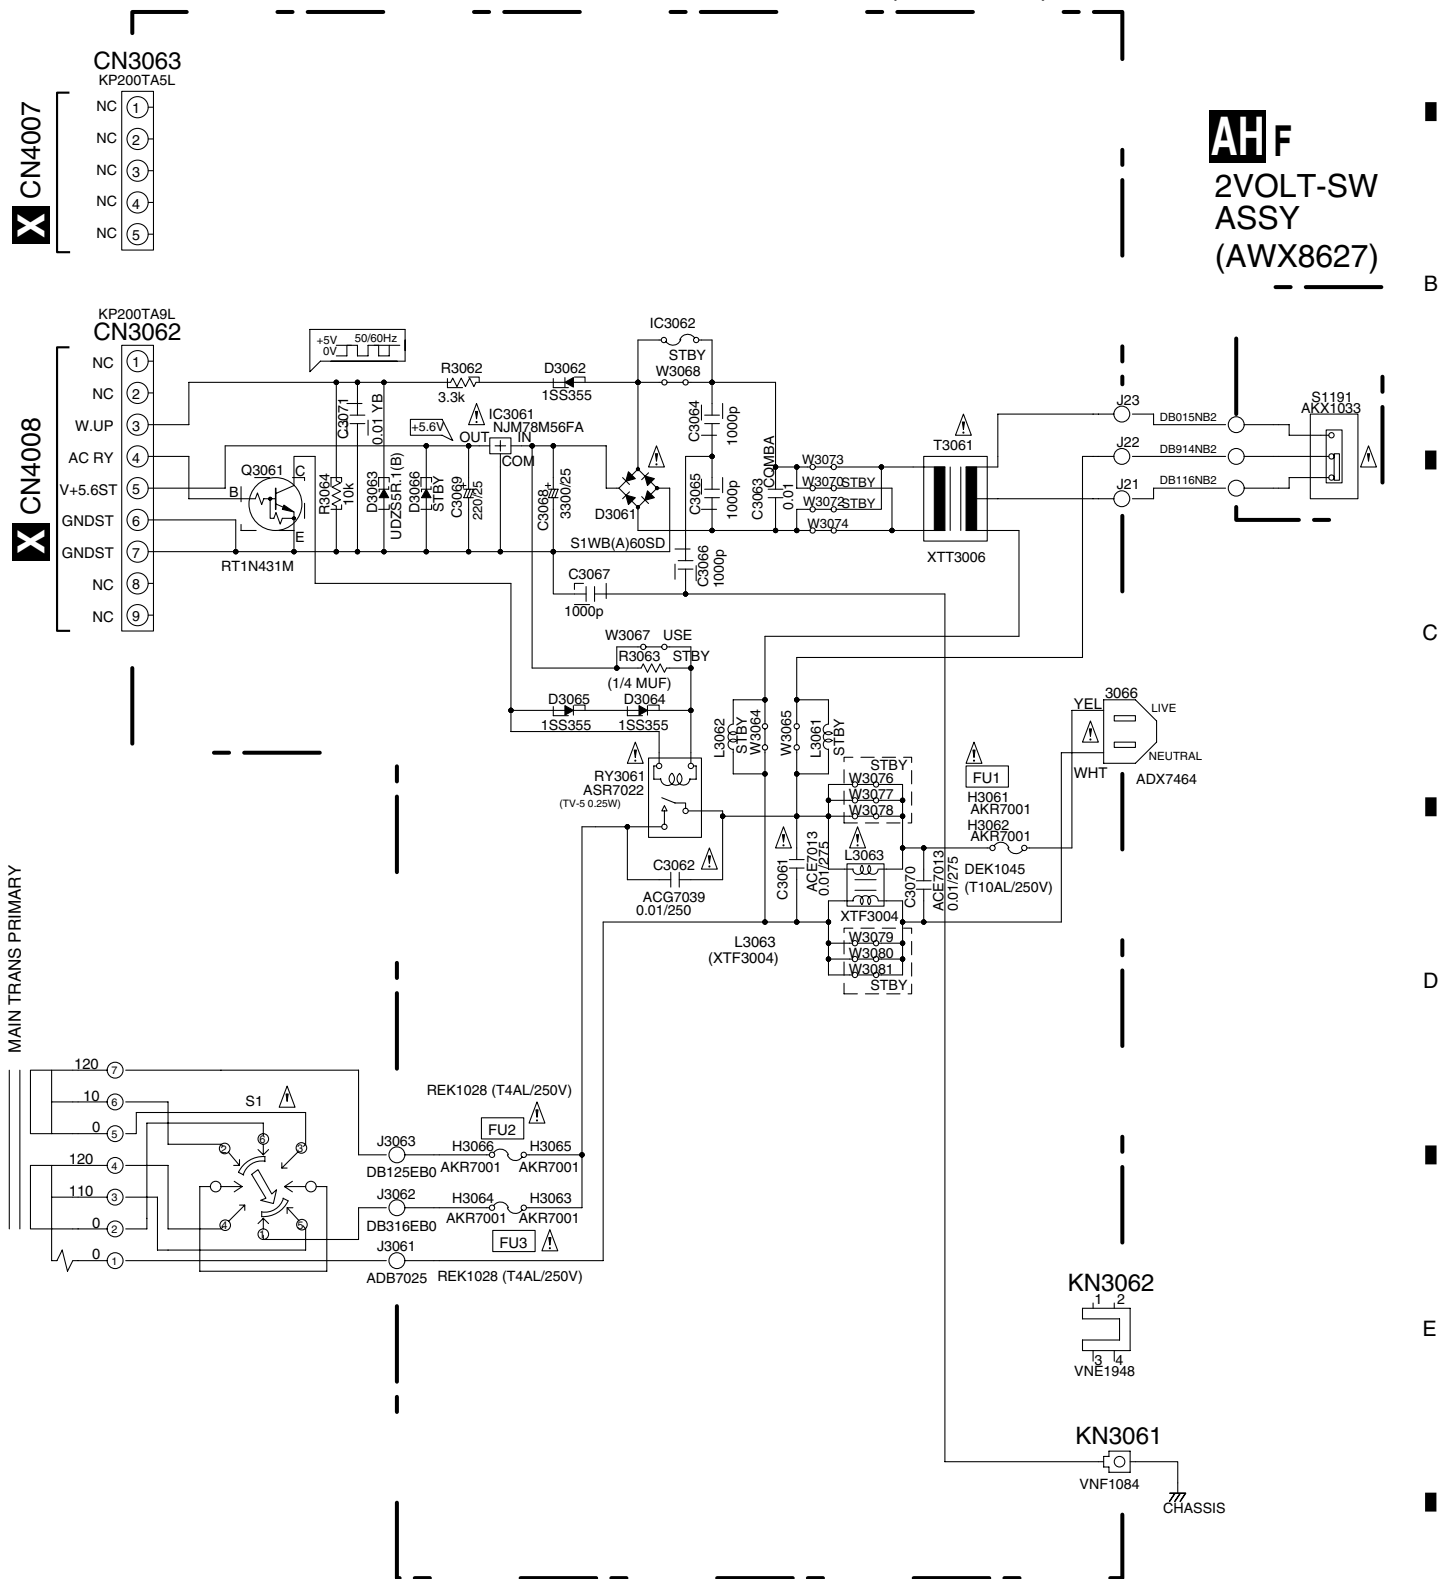 CN3063
KP200TA5L
X CN4007
NC 1
NC 2
NC 3
NC 4
NC 5
AH F
2VOLT-SW
ASSY
(AWX8627)
B
KP200TA9L
CN3062
X CN4008
NC 1
NC 2
W.UP 3
AC RY 4
V+5.6ST 5
GNDST 6
GNDST 7
NC 8
NC 9
+5V 50/60Hz
0V
R3062
3.3k
D3062
1SS355
IC3062
STBY
W3068
C3071
0.01 YB
+5.6V
IC3061
NJM78M56FA
OUT IN
COM
Q3061
B C
E
RT1N431M
R3064
10k
D3063
UDZS5R.1(B)
D3066
STBY
C3069
220/25
C3068
3300/25
D3061
S1WB(A)60SD
C3064
1000p
C3065
1000p
C3066
1000p
C3067
1000p
C3063
0.01
CQMBA
W3073
W3070 STBY
W3072 STBY
W3074
T3061
XTT3006
J23
J22
J21
DB015NB2
DB914NB2
DB116NB2
S1191
AKX1033
C
W3067 USE
R3063 STBY
(1/4 MUF)
D3065
1SS355
D3064
1SS355
L3062
STBY
W3064
W3065
L3061
STBY
RY3061
ASR7022
(TV-5 0.25W)
C3062
ACG7039
0.01/250
STBY
W3076
W3077
W3078
C3061
ACE7013
0.01/275
L3063
XTF3004
C3070
ACE7013
0.01/275
L3063
(XTF3004)
W3079
W3080
W3081
STBY
FU1
H3061
AKR7001
H3062
AKR7001
DEK1045
(T10AL/250V)
3066
YEL
LIVE
NEUTRAL
WHT
ADX7464
D
MAIN TRANS PRIMARY
120 7
10 6
0 5
120 4
110 3
0 2
0 1
S1
2
6
3
4
1
5
REK1028 (T4AL/250V)
FU2
J3063
DB125EB0
H3066
AKR7001
H3065
AKR7001
J3062
DB316EB0
H3064
AKR7001
H3063
AKR7001
FU3
J3061
ADB7025
REK1028 (T4AL/250V)
KN3062
1 2
3 4
VNE1948
E
KN3061
VNF1084
CHASSIS